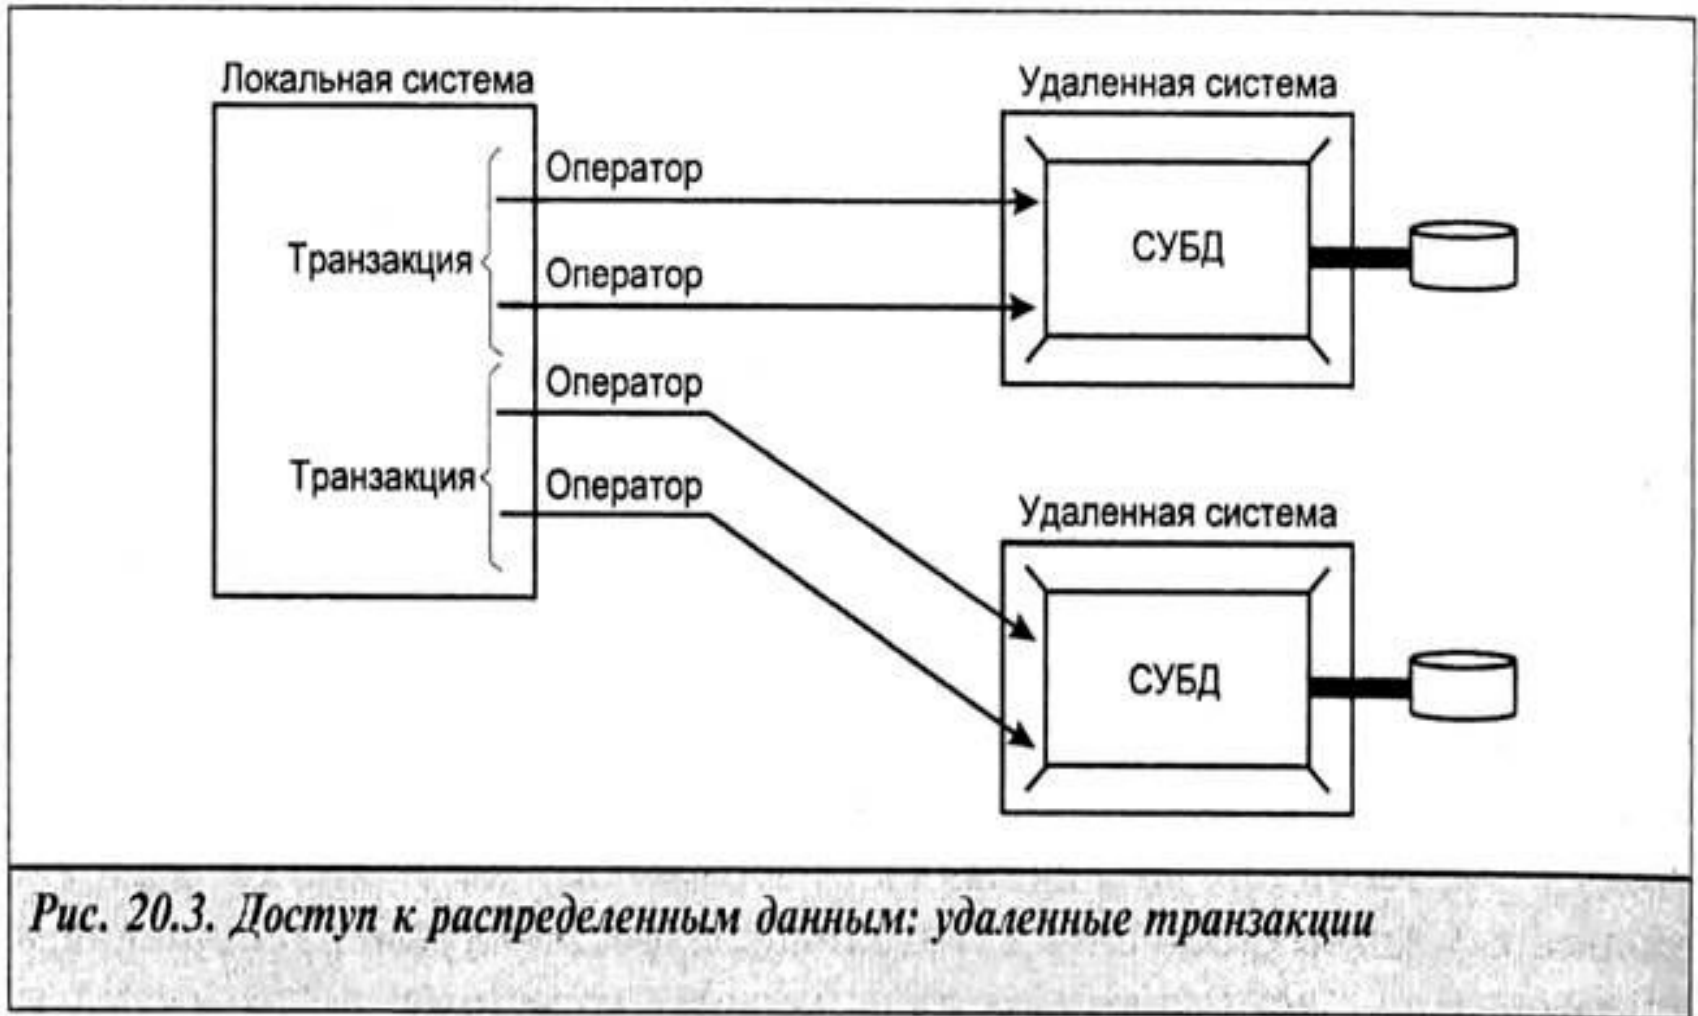 Локальная система
Удаленная система
Оператор
Транзакция
СУБД
Оператор
Оператор
Транзакция
Оператор
Удаленная система
СУБД
Рис. 20.3. Доступ к распределенным данным: удаленные транзакции